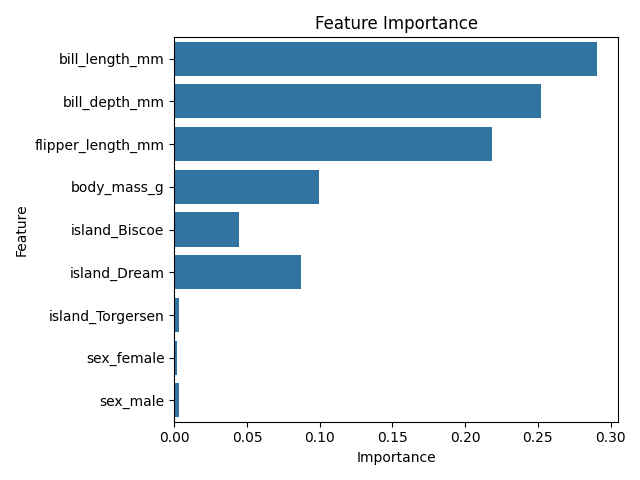 Feature Importance
bill_length_mm
bill_depth_mm
flipper_length_mm
body_mass_g
island_Biscoe
island_Dream
island_Torgersen
sex_female
sex_male
Feature
0.00 0.05 0.10 0.15 0.20 0.25 0.30
Importance